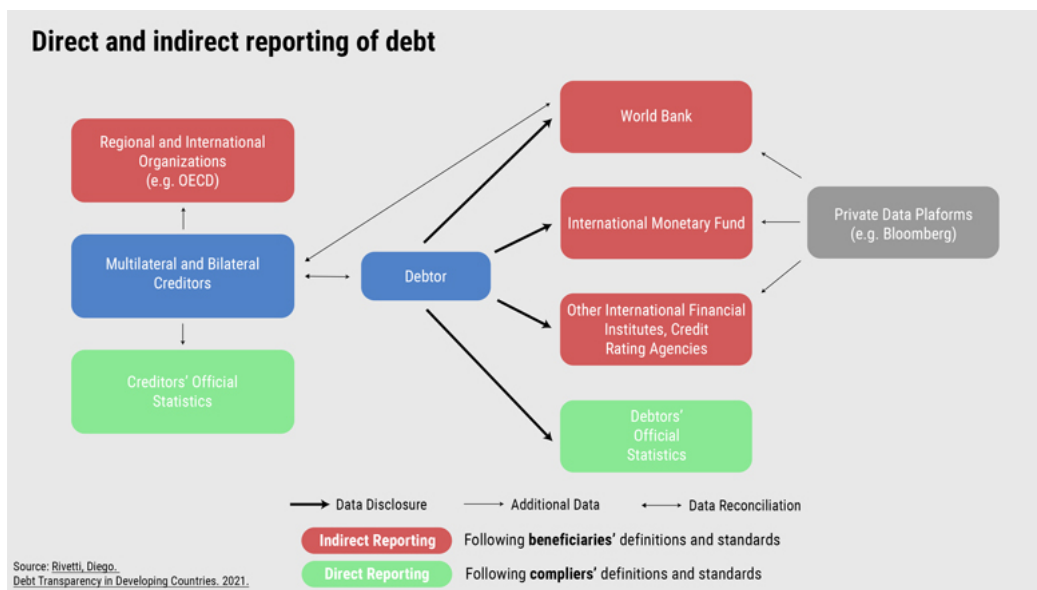 Direct and indirect reporting of debt
World Bank
Regional and International
Organizations
(e.g. OECD)
International Monetary Fund
Private Data Plaforms
(e.g. Bloomberg)
Multilateral and Bilateral
Creditors
Debtor
Other International Financial
Institutes, Credit
Rating Agencies
Creditors' Official
Statistics
Debtors'
Official
Statistics
Data Disclosure
Additional Data
Data Reconciliation
Indirect Reporting
Following beneficiaries' definitions and standards
Direct Reporting
Following compliers' definitions and standards
Source: Rivetti, Diego.
Debt Transparency in Developing Countries. 2021.